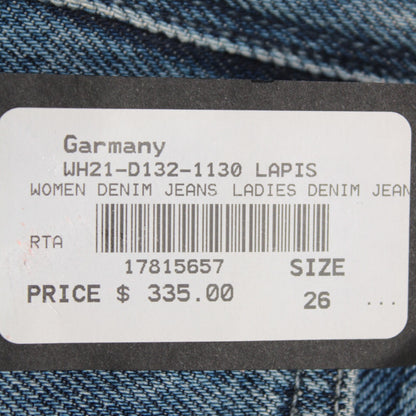 Garmany
WH21-D132-1130 LAPIS
WOMEN DENIM JEANS LADIES DENIM JEAN
RTA
17815657 SIZE
PRICE $ 335.00 26 ...